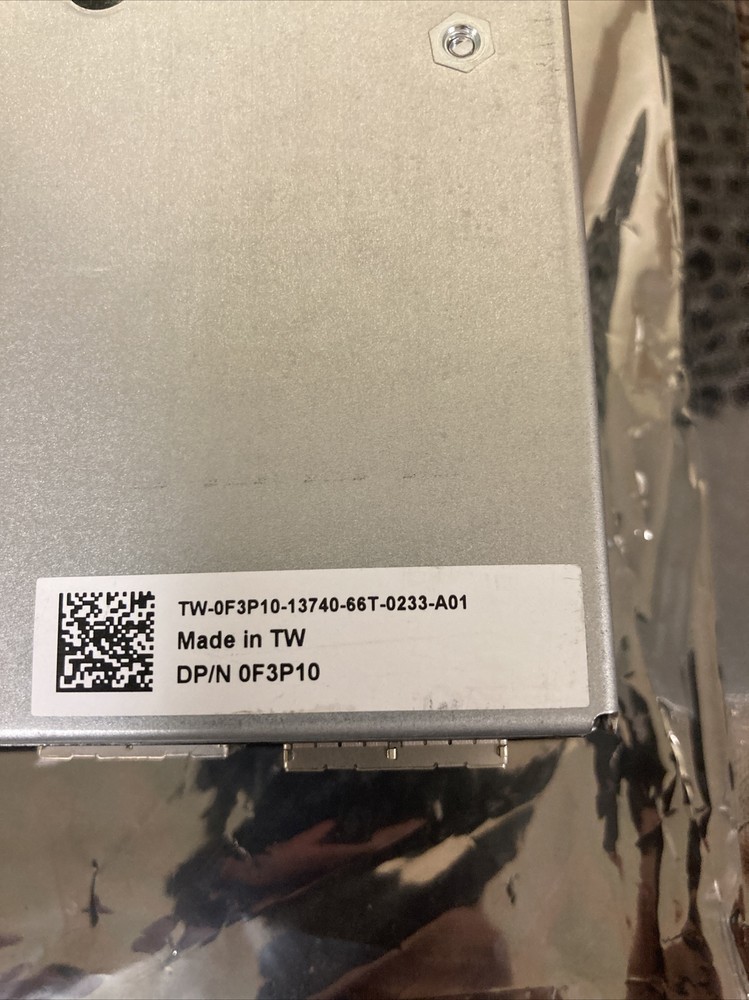 TW-0F3P10-13740-66T-0233-A01
Made in TW
DP/N 0F3P10